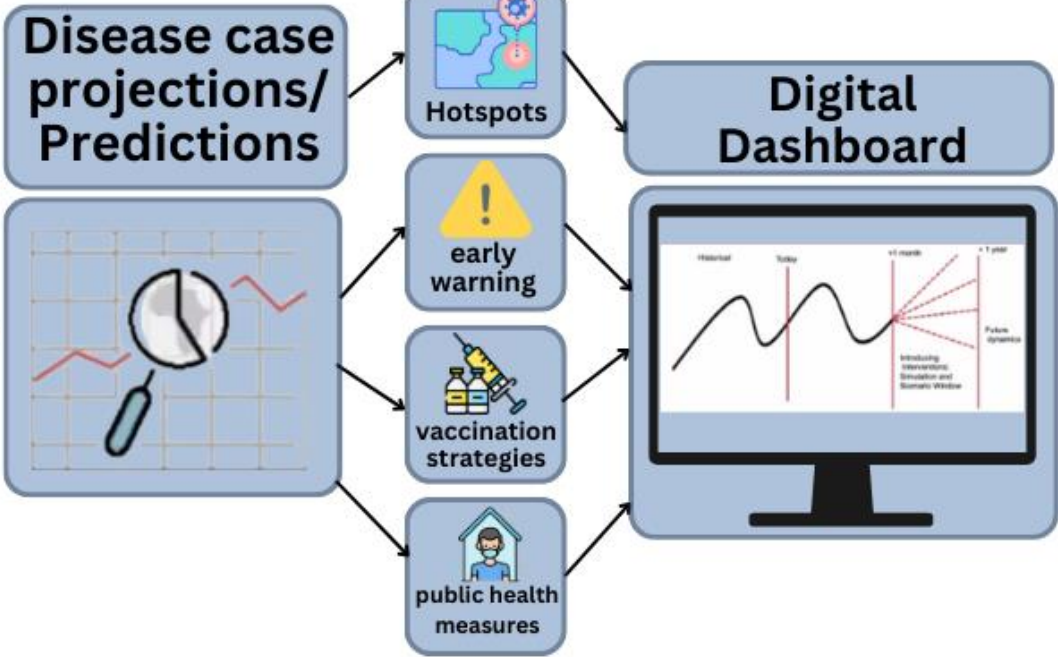 Disease case
projections/
Predictions
Hotspots
early
warning
vaccination
strategies
public health
measures
Digital
Dashboard
Historical
Today
+1 month
+ 1 year
Future
dynamics
Introducing
Interventions:
Simulation and
Scenario Window